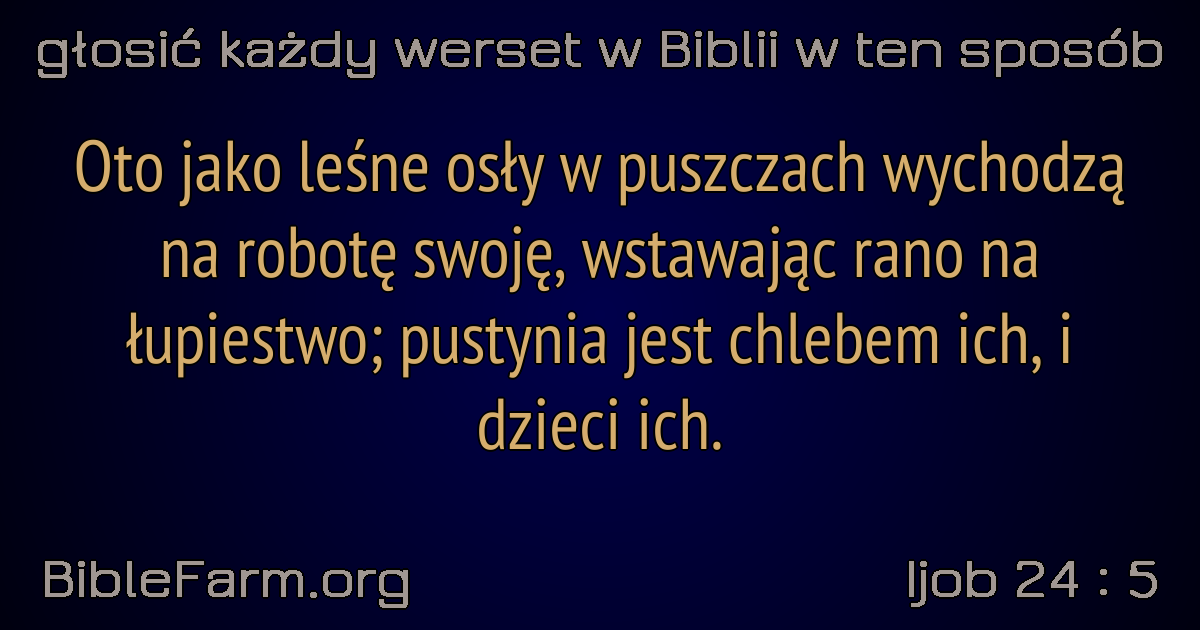 głosić każdy werset w Biblii w ten sposób
Oto jako leśne osły w puszczach wychodzą
na robotę swoję, wstawając rano na
łupiestwo; pustynia jest chlebem ich, i
dzieci ich.
BibleFarm.org
Ijob 24 : 5